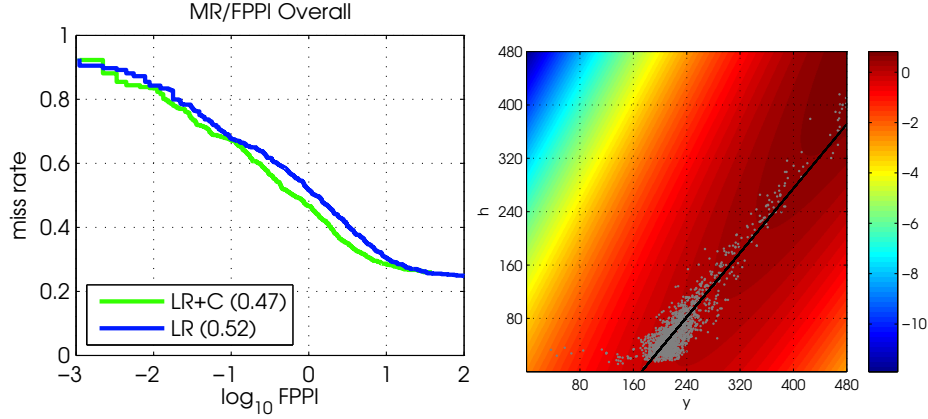 MR/FPPI Overall
1
0.8
0.6
0.4
0.2
0
miss rate
LR+C (0.47)
LR (0.52)
−3 −2 −1 0 1 2
log10 FPPI
480
400
320
240
160
80
h
80 160 240 320 400 480
y
0
−2
−4
−6
−8
−10